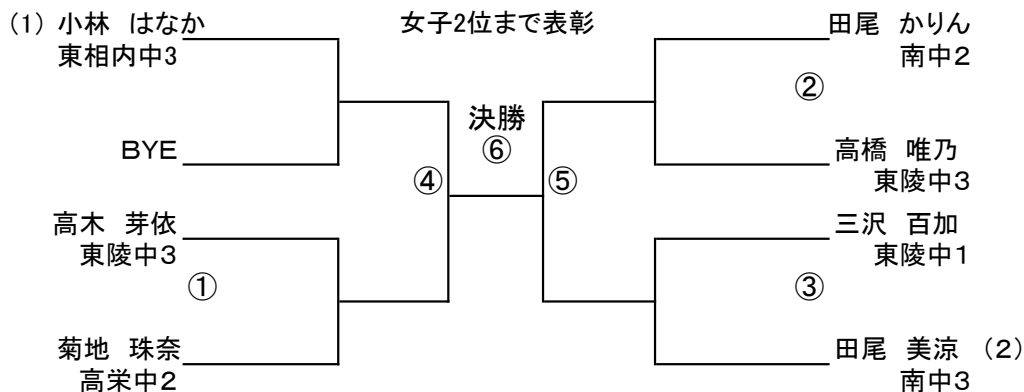 (1) 小林 はなか
東相内中3
BYE
高木 芽依
東陵中3
①
菊地 珠奈
高栄中2
女子2位まで表彰
決勝
⑥
④
⑤
田尾 かりん
南中2
②
高橋 唯乃
東陵中3
三沢 百加
東陵中1
③
田尾 美涼 (2)
南中3